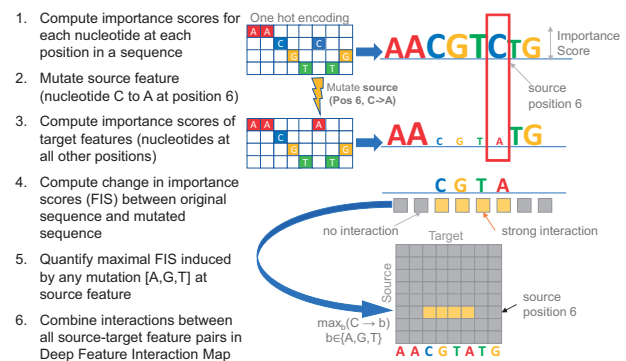 1. Compute importance scores for
each nucleotide at each
position in a sequence
2. Mutate source feature
(nucleotide C to A at position 6)
3. Compute importance scores of
target features (nucleotides at
all other positions)
4. Compute change in importance
scores (FIS) between original
sequence and mutated
sequence
5. Quantify maximal FIS induced
by any mutation [A,G,T] at
source feature
6. Combine interactions between
all source-target feature pairs in
Deep Feature Interaction Map
One hot encoding
A A
C C
G G
T T
AACGTCTG
Importance
Score
source
position 6
Mutate source
(Pos 6, C->A)
A A A
C
G G
T T
AA C G T A TG
C G T A
no interaction
strong interaction
Target
Source
source
position 6
maxb(C → b)
b∈{A,G,T}
A A C G T A T G